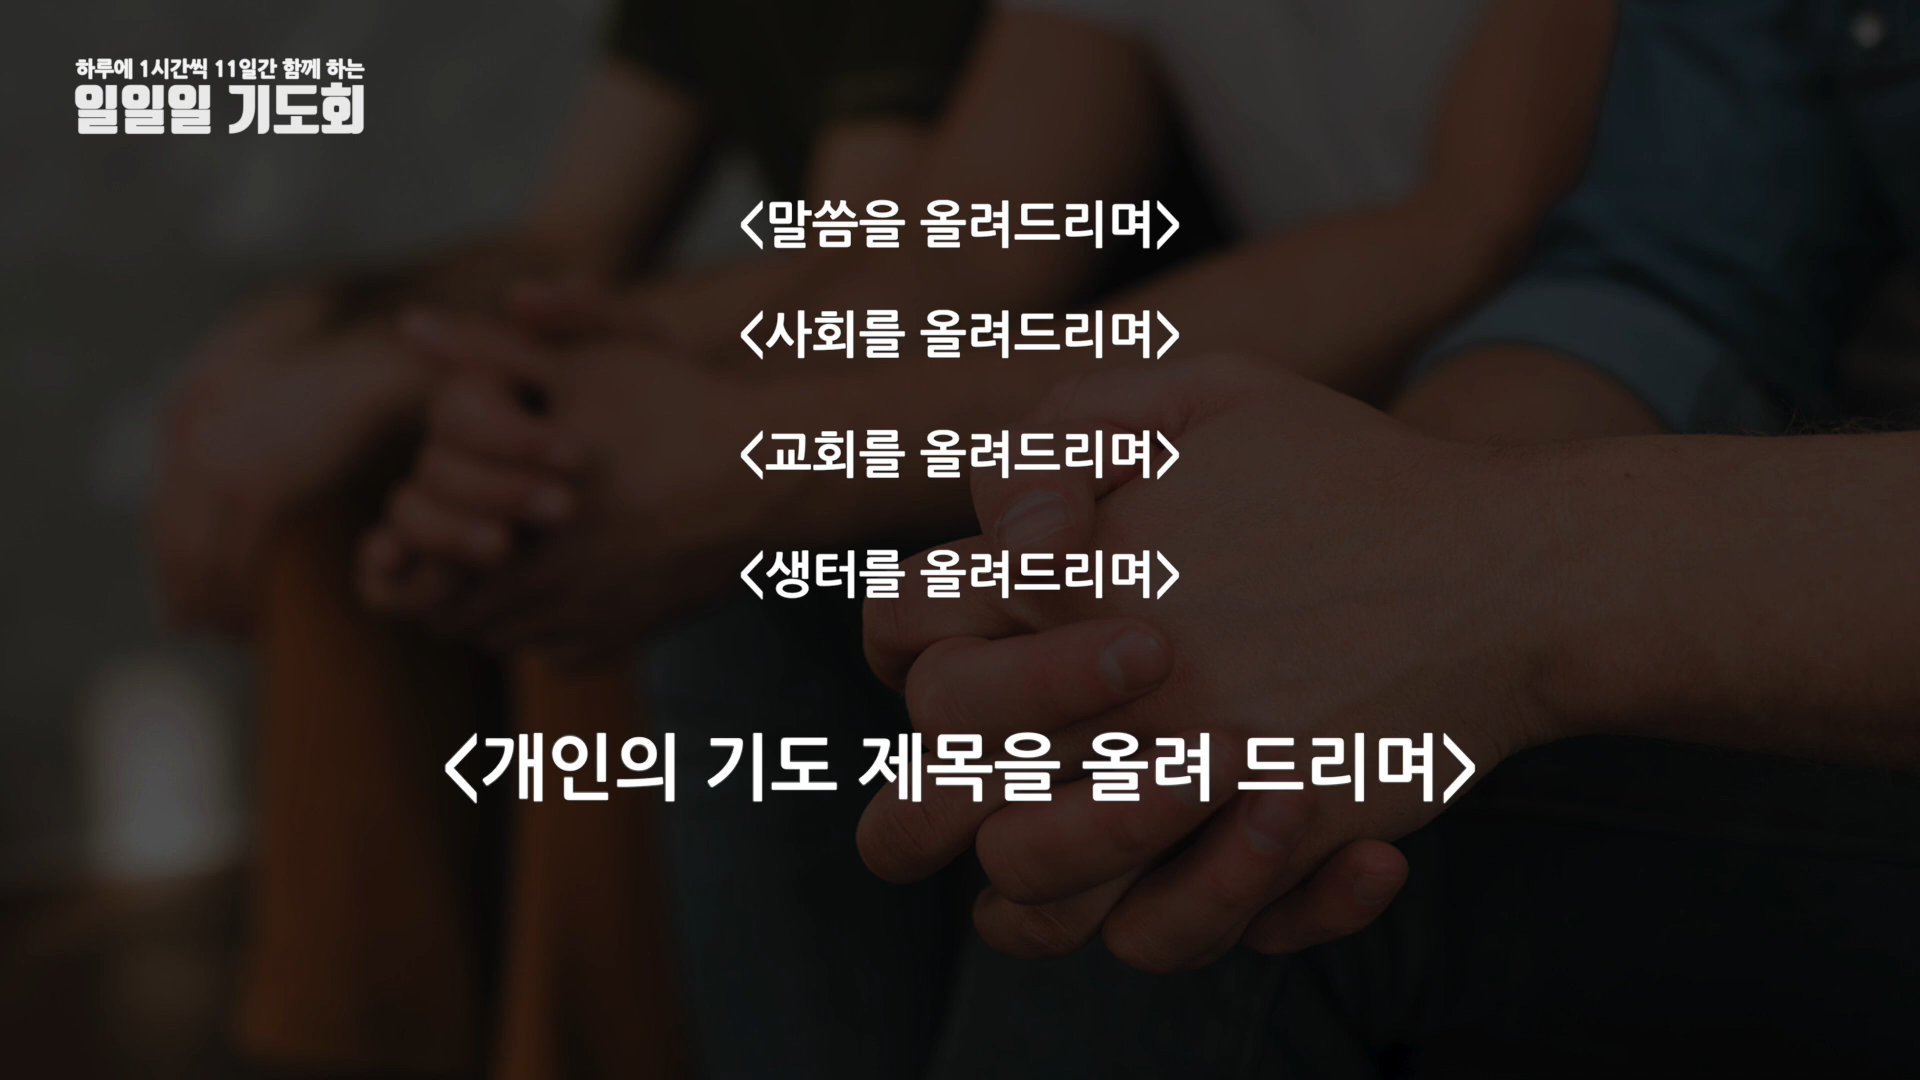 하루에 1시간씩 11일간 함께 하는
일일일 기도회
<말씀을 올려드리며>
<사회를 올려드리며>
<교회를 올려드리며>
<생터를 올려드리며>
<개인의 기도 제목을 올려 드리며>